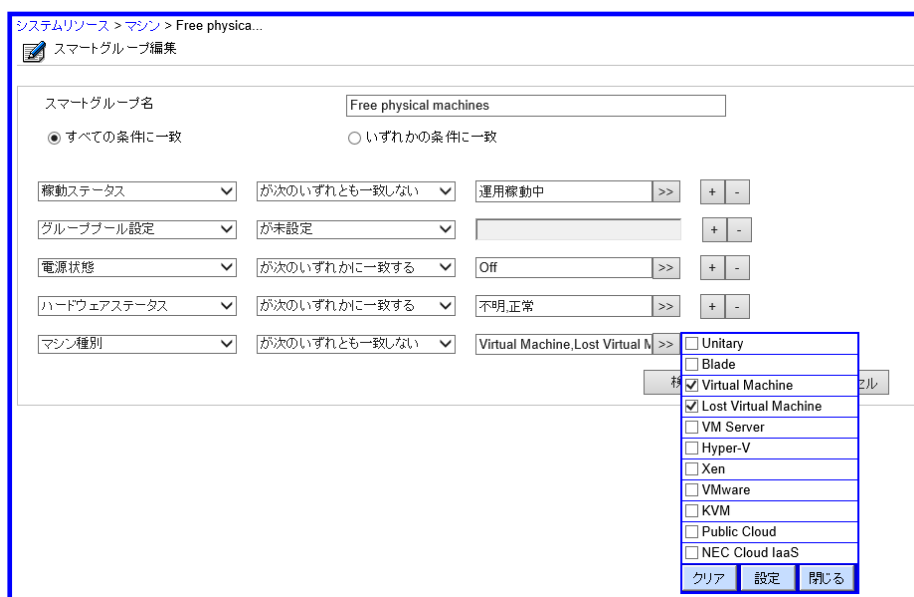 システムリソース > マシン > Free physica...
スマートグループ編集
スマートグループ名 Free physical machines
すべての条件に一致 いずれかの条件に一致
稼動ステータス が次のいずれとも一致しない 運用稼動中 >> + -
グループプール設定 が未設定 + -
電源状態 が次のいずれかに一致する Off >> + -
ハードウェアステータス が次のいずれかに一致する 不明,正常 >> + -
マシン種別 が次のいずれとも一致しない Virtual Machine,Lost Virtual M >>
Unitary
Blade
Virtual Machine
Lost Virtual Machine
VM Server
Hyper-V
Xen
VMware
KVM
Public Cloud
NEC Cloud IaaS
クリア 設定 閉じる